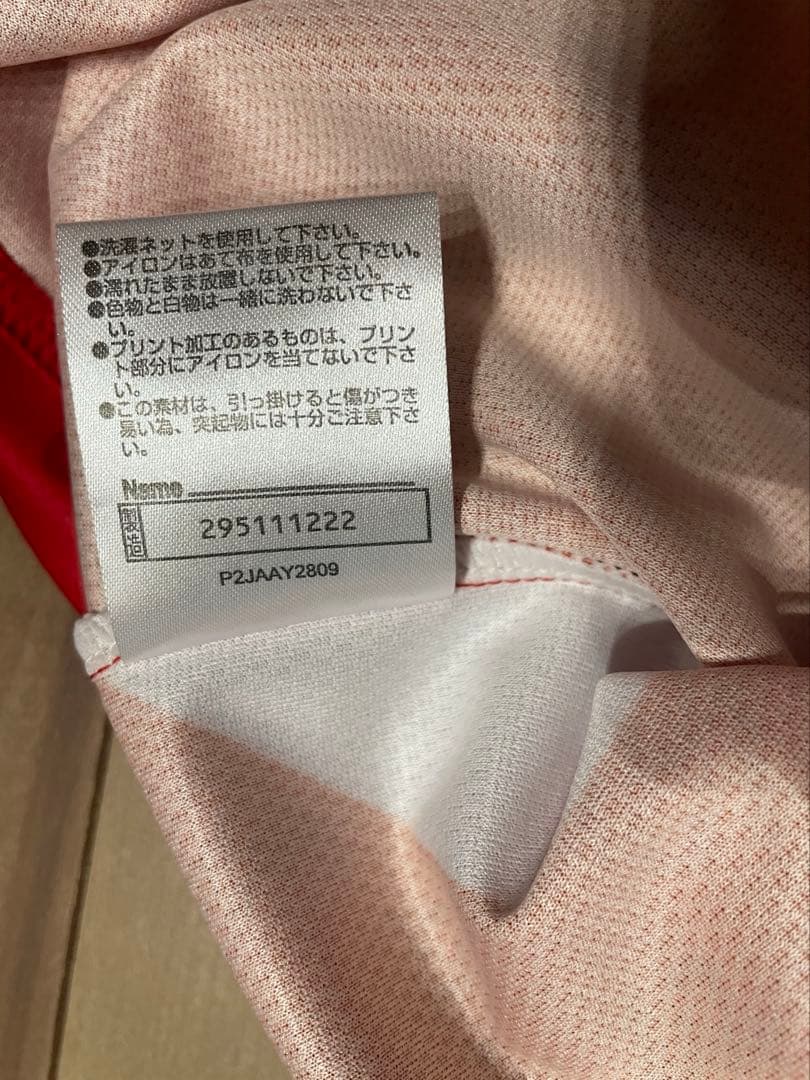 ●洗濯ネットを使用して下さい。
●アイロンはあて布を使用して下さい。
●濡れたまま放置しないで下さい。
●色物と白物は一緒に洗わないで下さ
い。
●プリント加工のあるものは、プリン
ト部分にアイロンを当てないで下さ
い。
●この素材は、引っ掛けると傷がつき
易い為、突起物には十分ご注意下さ
い。
Name
製造 295111222
P2JAAY2809